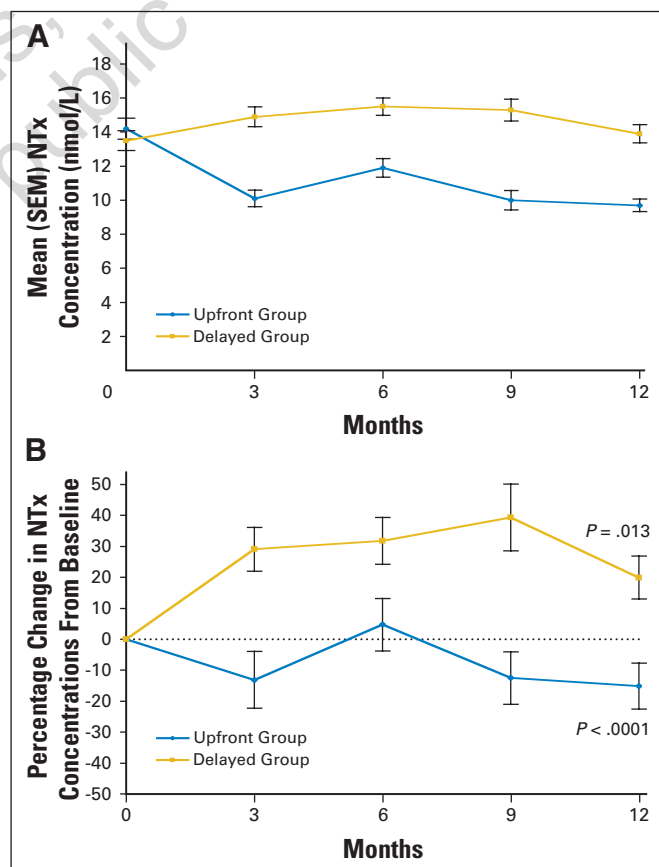 A
Mean (SEM) NTx
Concentration (nmol/L)
18
16
14
12
10
8
6
4
2
0
3
6
9
12
Upfront Group
Delayed Group
Months
B
Percentage Change in NTx
Concentrations From Baseline
50
40
30
20
10
0
-10
-20
-30
-40
-50
P = .013
P < .0001
Upfront Group
Delayed Group
0
3
6
9
12
Months
public